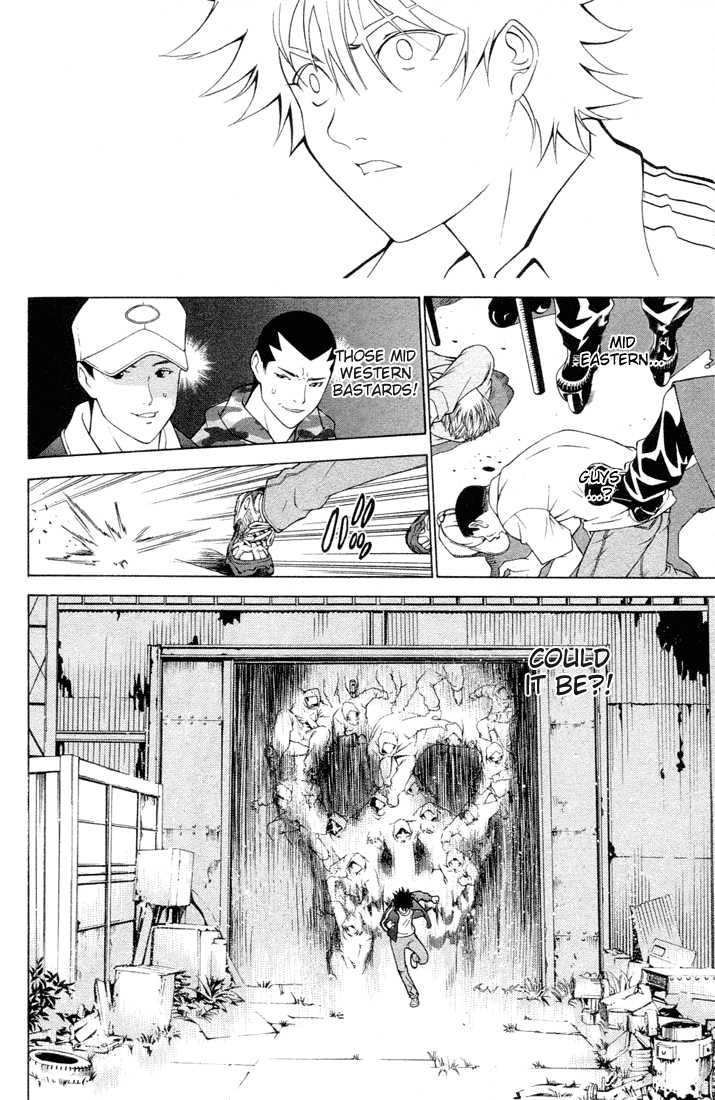 MID
EASTERN...
GUYS
...?
THOSE MID
WESTERN
BASTARDS!
COULD
IT BE?!